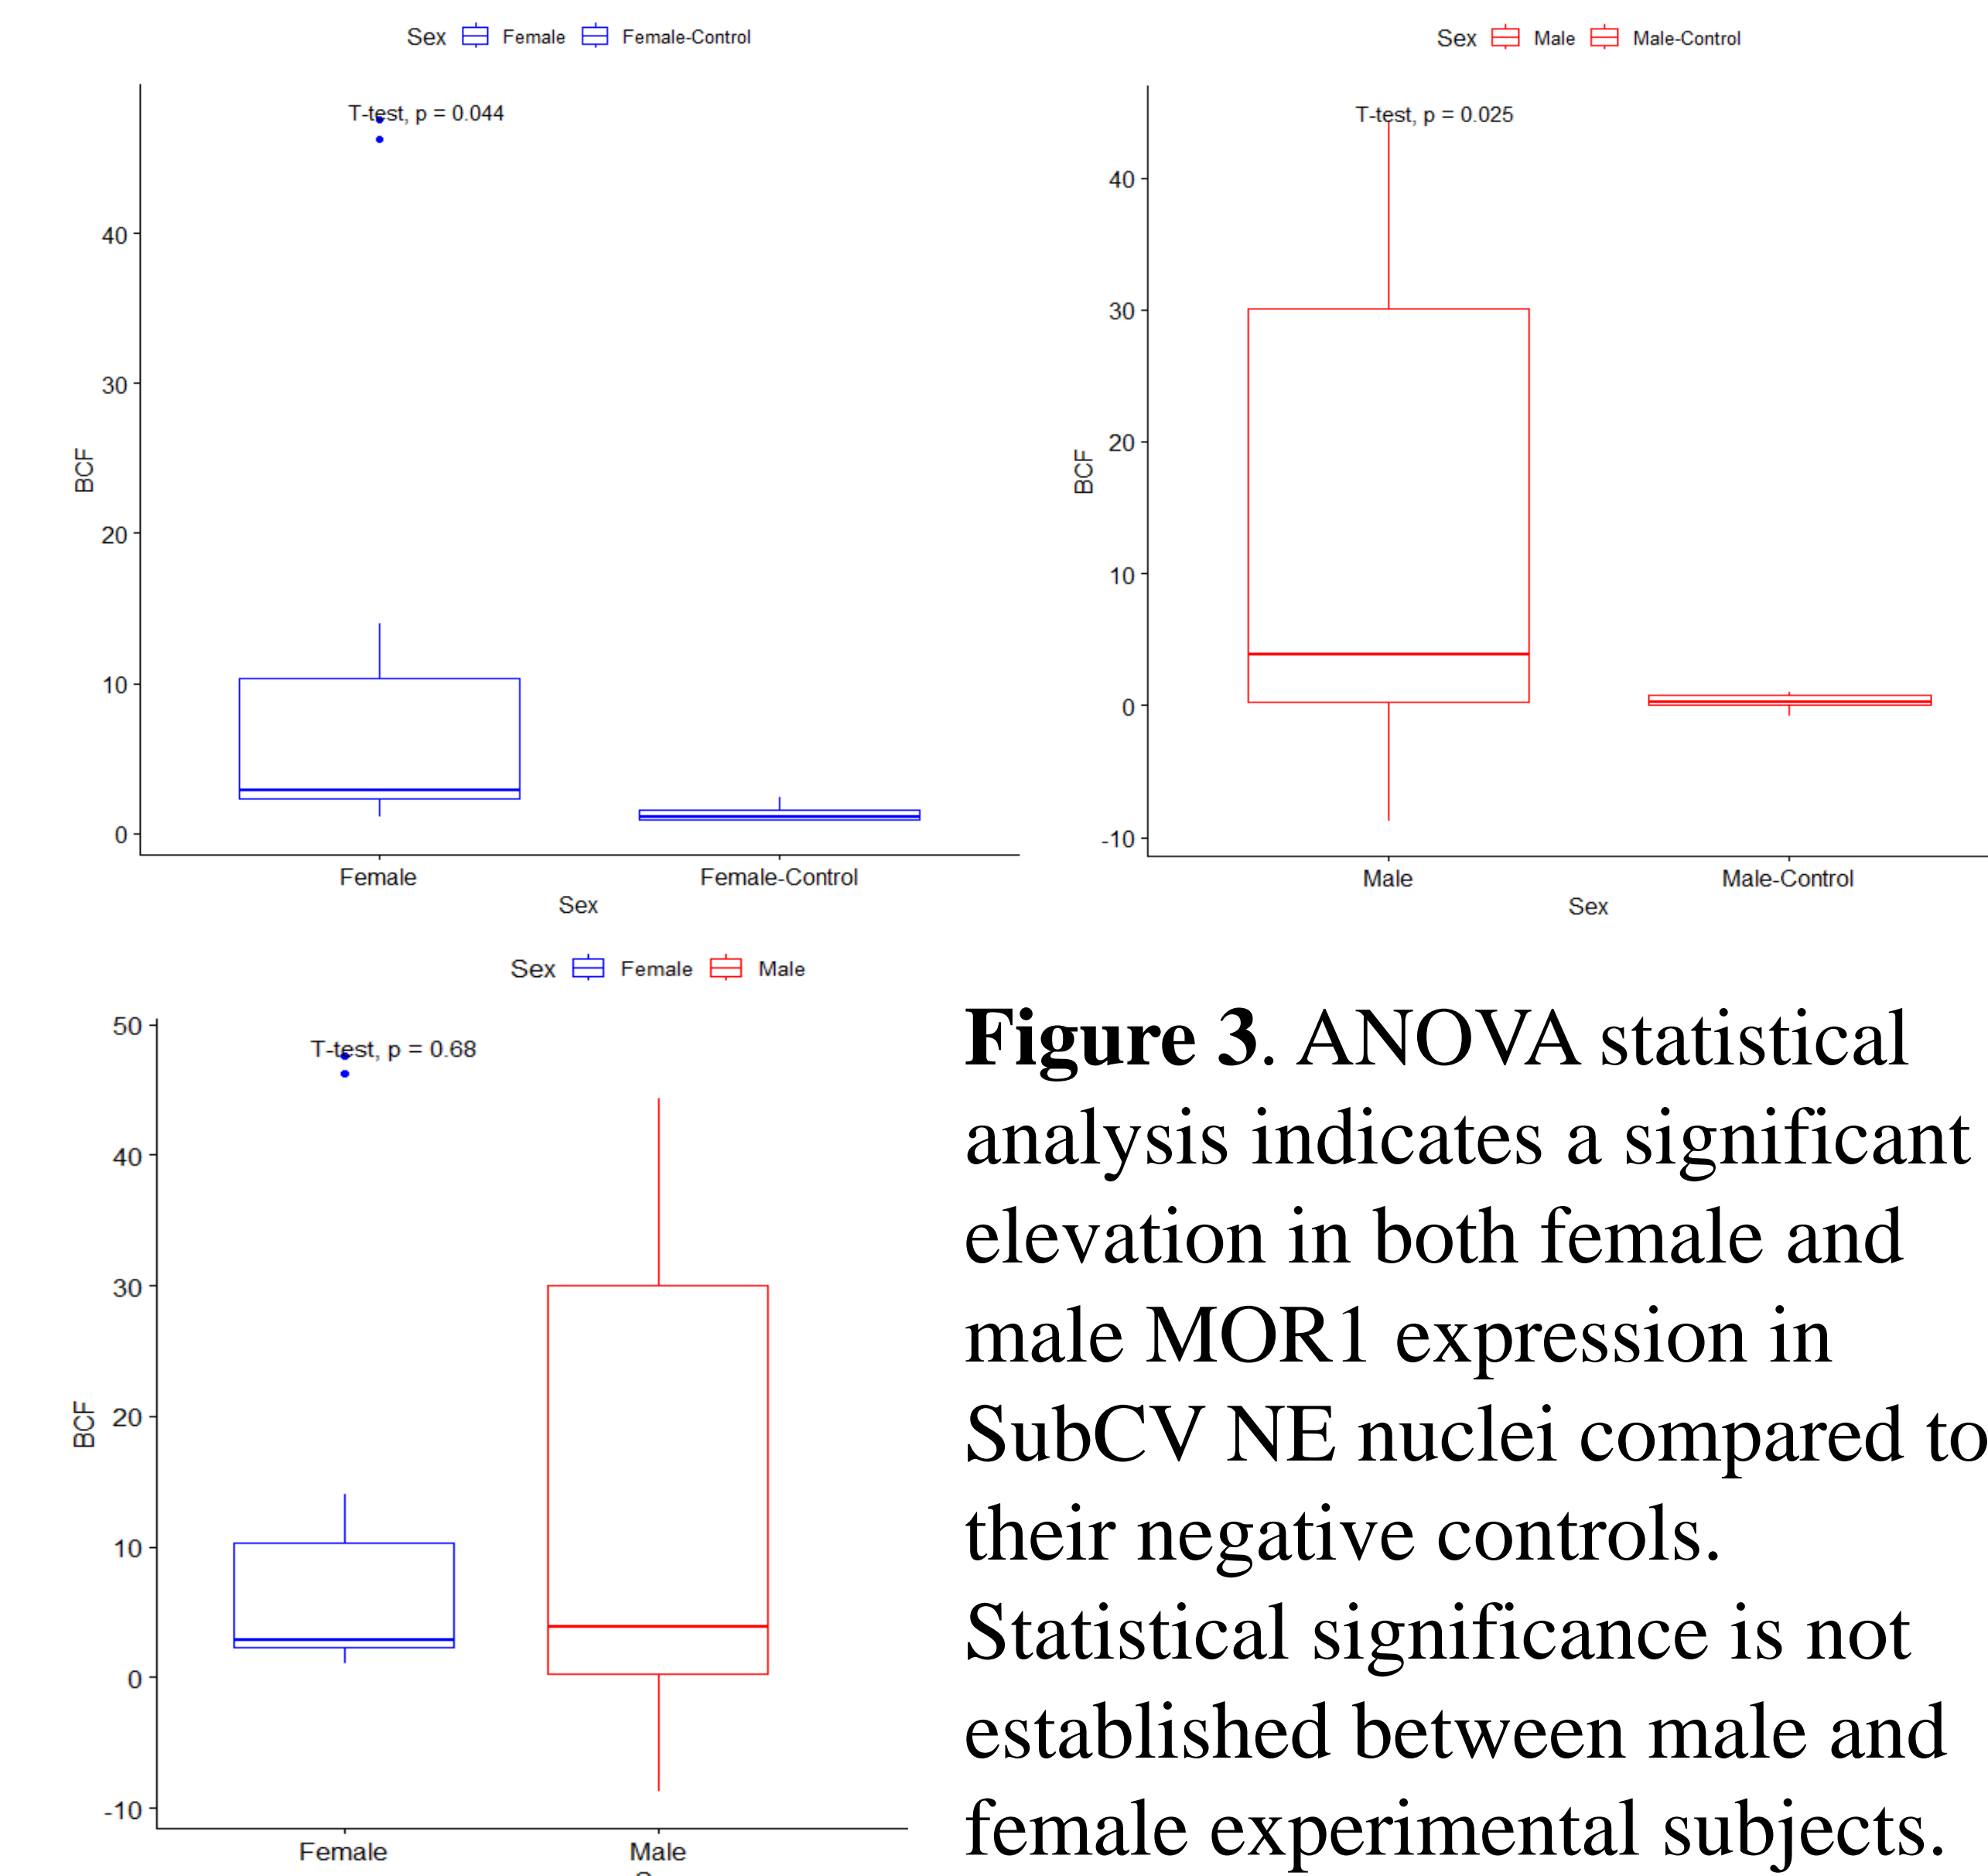 Sex Female Female-Control
T-test, p = 0.044
40
30
20
10
0
BCF
Female Female-Control
Sex
Sex Male Male-Control
T-test, p = 0.025
40
30
20
10
0
-10
BCF
Male Male-Control
Sex
Sex Female Male
T-test, p = 0.68
50
40
30
20
10
0
-10
BCF
Female Male
Figure 3. ANOVA statistical
analysis indicates a significant
elevation in both female and
male MOR1 expression in
SubCV NE nuclei compared to
their negative controls.
Statistical significance is not
established between male and
female experimental subjects.